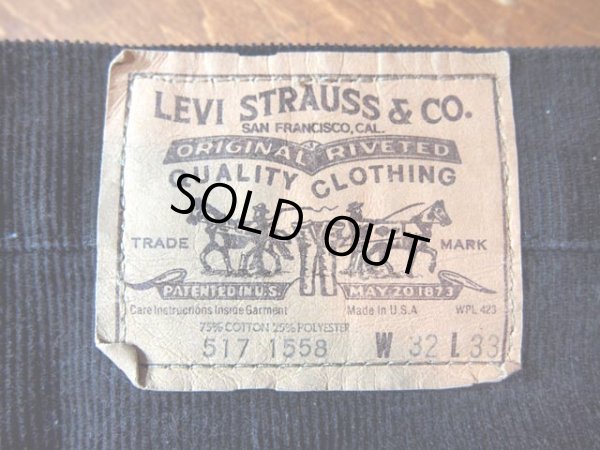 LEVI STRAUSS & CO.
SAN FRANCISCO, CAL.
ORIGINAL RIVETED
QUALITY CLOTHING
SOLD OUT
TRADE MARK
PATENTED IN U.S. MAY 20 1873
Care Instructions Inside Garment Made in U.S.A WPL 423
75% COTTON 25% POLYESTER
517 1558 W 32 L 33